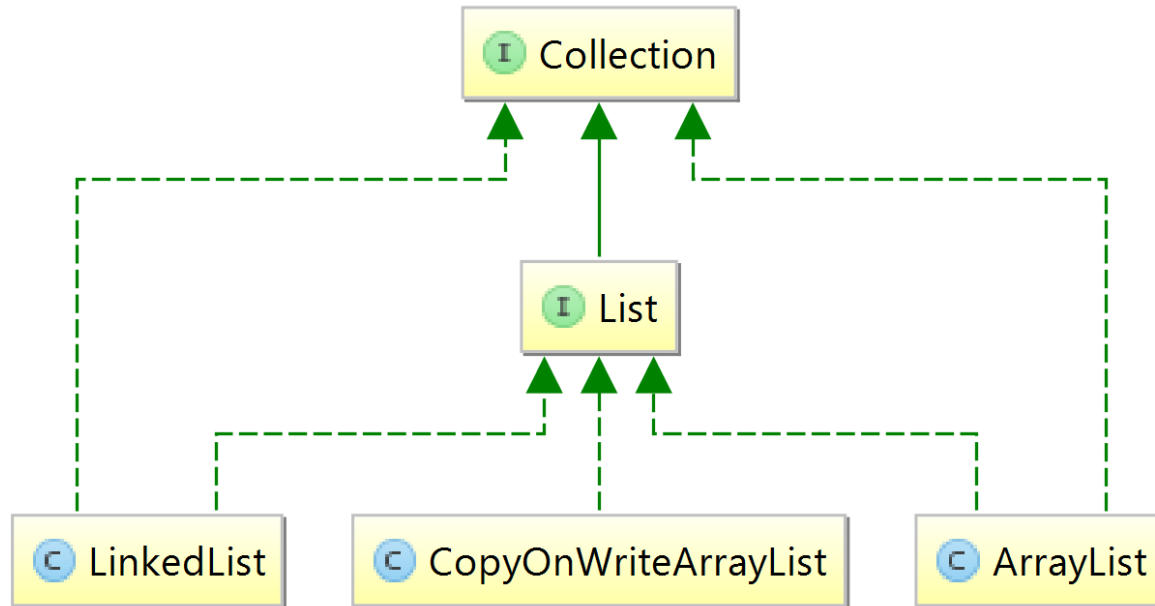 I Collection
I List
C LinkedList
C CopyOnWriteArrayList
C ArrayList